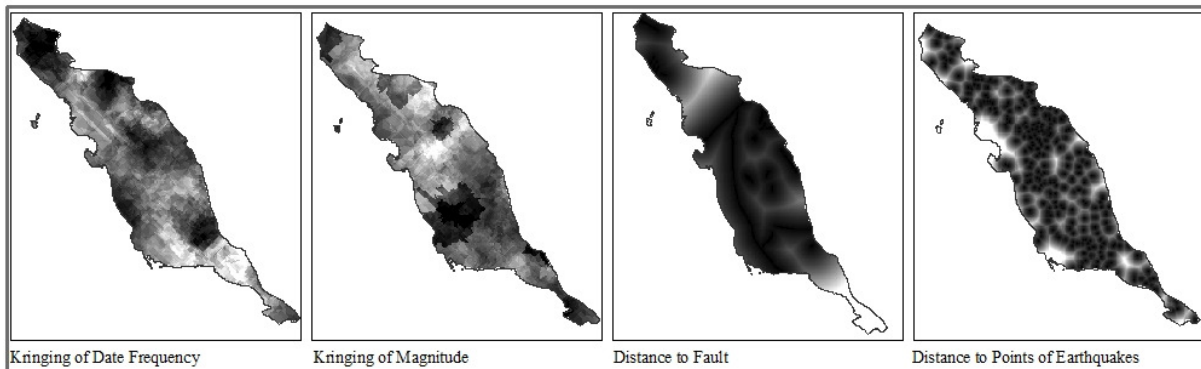 Kringing of Date Frequency
Kringing of Magnitude
Distance to Fault
Distance to Points of Earthquakes